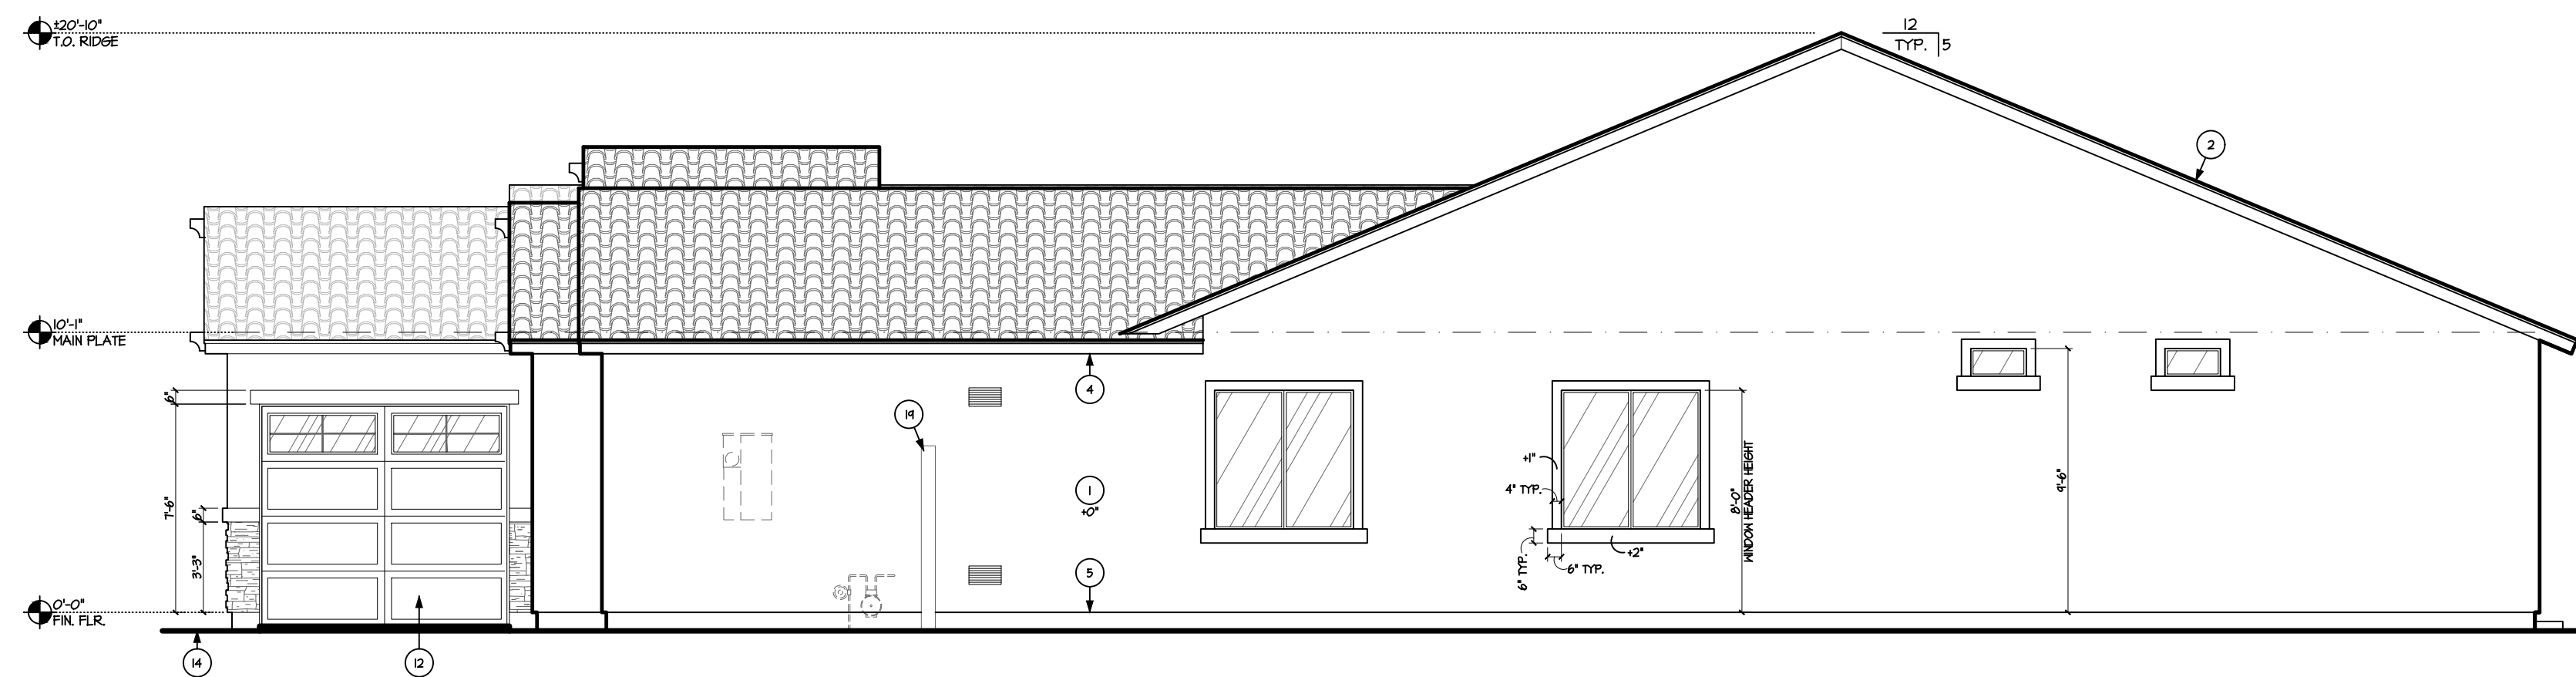 ±20'-10"
T.O. RIDGE
12
TYP. 5
2
10'-1"
MAIN PLATE
4
6"
19
7'-6"
6"
3'-3"
1
+0"
5
+1"
4" TYP.
6" TYP.
6" TYP.
+2"
8'-0"
WINDOW HEADER HEIGHT
9'-6"
0'-0"
FIN. FLR.
14
12